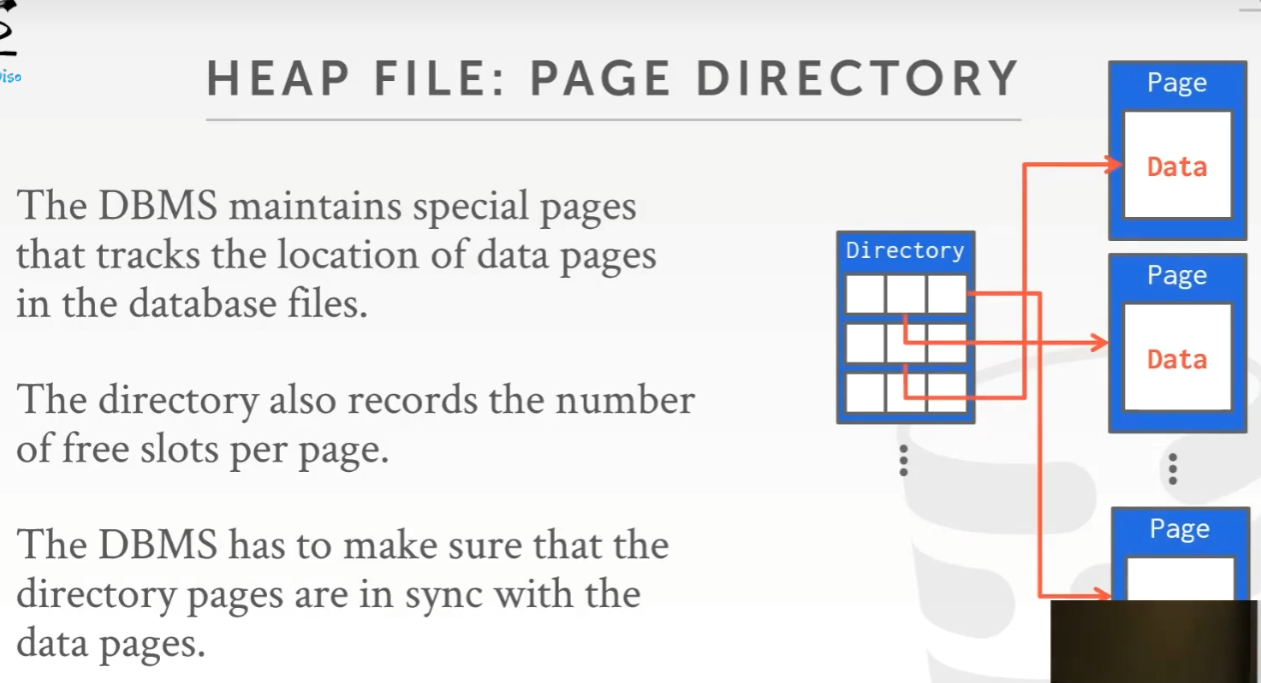 HEAP FILE: PAGE DIRECTORY
The DBMS maintains special pages
that tracks the location of data pages
in the database files.
The directory also records the number
of free slots per page.
The DBMS has to make sure that the
directory pages are in sync with the
data pages.
Directory
Page
Data
Page
Data
Page